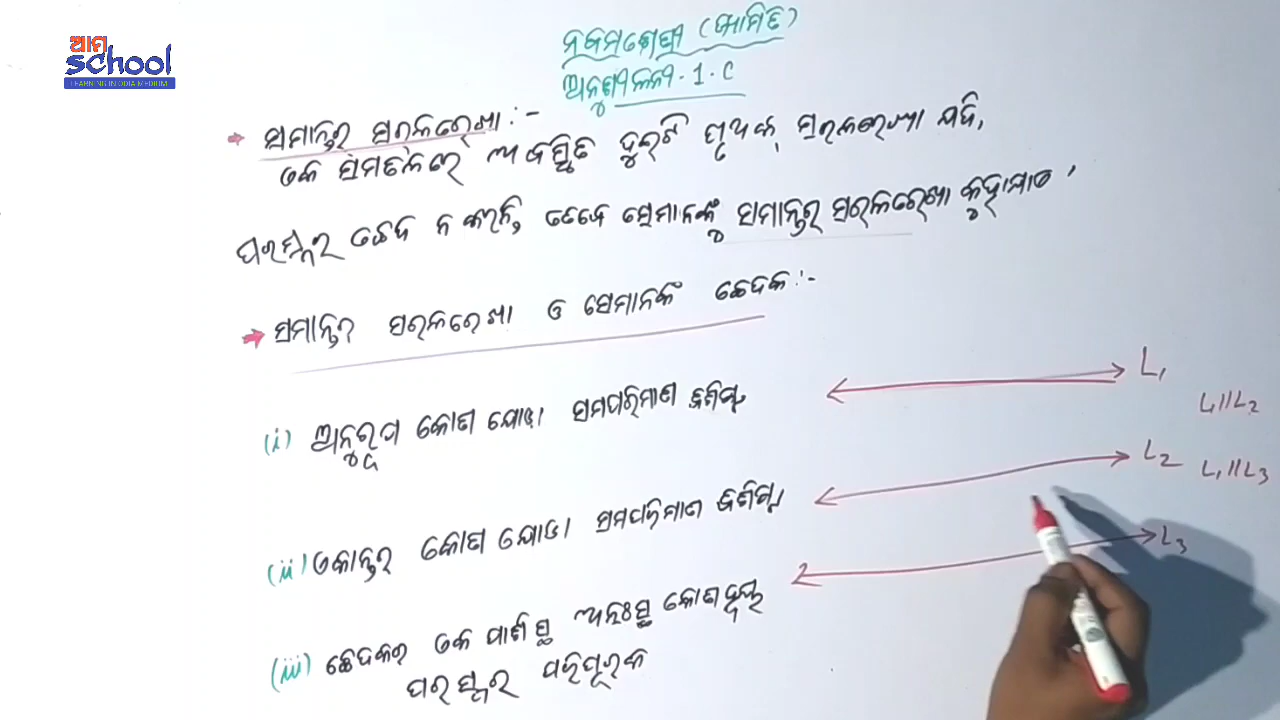 ଆମ
school
LEARNING IN ODIA MEDIUM
ନବମଶ୍ରେଣୀ (ଜ୍ୟାମିତି)
ଅନୁଶୀଳନୀ-1.C
ସମାନ୍ତର ସରଳରେଖା :-
ଏକ ସମତଳରେ ଅବସ୍ଥିତ ଦୁଇଟି ପୃଥକ୍ ସରଳରେଖା ଯଦି,
ପରସ୍ପର ଛେଦ ନ କରନ୍ତି ତେବେ ସେମାନଙ୍କୁ ସମାନ୍ତର ସରଳରେଖା କୁହାଯାଏ '
ସମାନ୍ତର ସରଳରେଖା ଓ ସେମାନଙ୍କ ଛେଦକ :-
(i) ଅନୁରୂପ କୋଣ ଯୋଡ଼ା ସମପରିମାଣ ବିଶିଷ୍ଟ
(ii) ଏକାନ୍ତର କୋଣ ଯୋଡ଼ା ସମପରିମାଣ ବିଶିଷ୍ଟ
(iii) ଛେଦକର ଏକ ପାର୍ଶ୍ୱସ୍ଥ ଅନ୍ତଃସ୍ଥ କୋଣଦ୍ୱୟ
ପରସ୍ପର ପରିପୂରକ
L₁
L₁ || L₂
L₂
L₁ || L₃
L₃